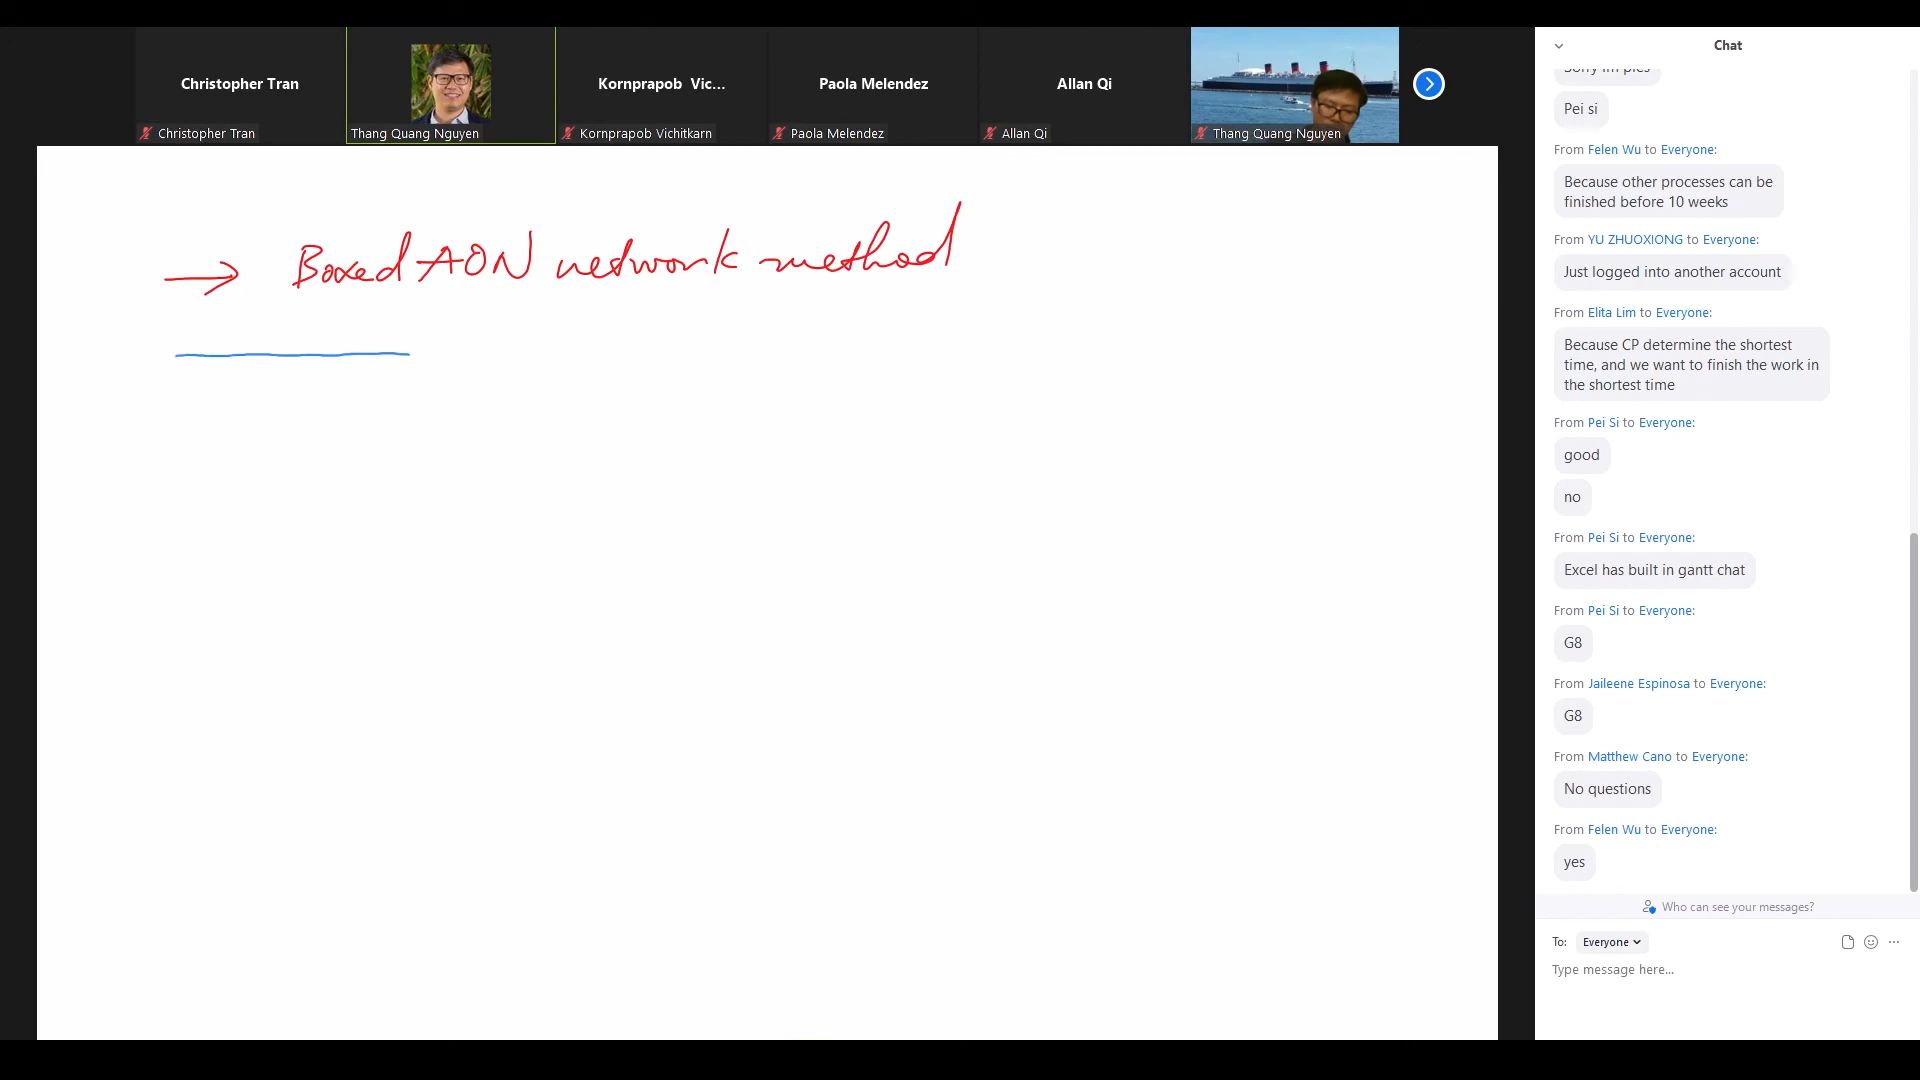 Christopher Tran
Kornprapob Vic...
Paola Melendez
Allan Qi
Christopher Tran
Thang Quang Nguyen
Kornprapob Vichitkarn
Paola Melendez
Allan Qi
Thang Quang Nguyen
→ Boxed AON network method
Chat
Pei si
From Felen Wu to Everyone:
Because other processes can be
finished before 10 weeks
From YU ZHUOXIONG to Everyone:
Just logged into another account
From Elita Lim to Everyone:
Because CP determine the shortest
time, and we want to finish the work in
the shortest time
From Pei Si to Everyone:
good
no
From Pei Si to Everyone:
Excel has built in gantt chat
From Pei Si to Everyone:
G8
From Jaileene Espinosa to Everyone:
G8
From Matthew Cano to Everyone:
No questions
From Felen Wu to Everyone:
yes
Who can see your messages?
To: Everyone
Type message here...